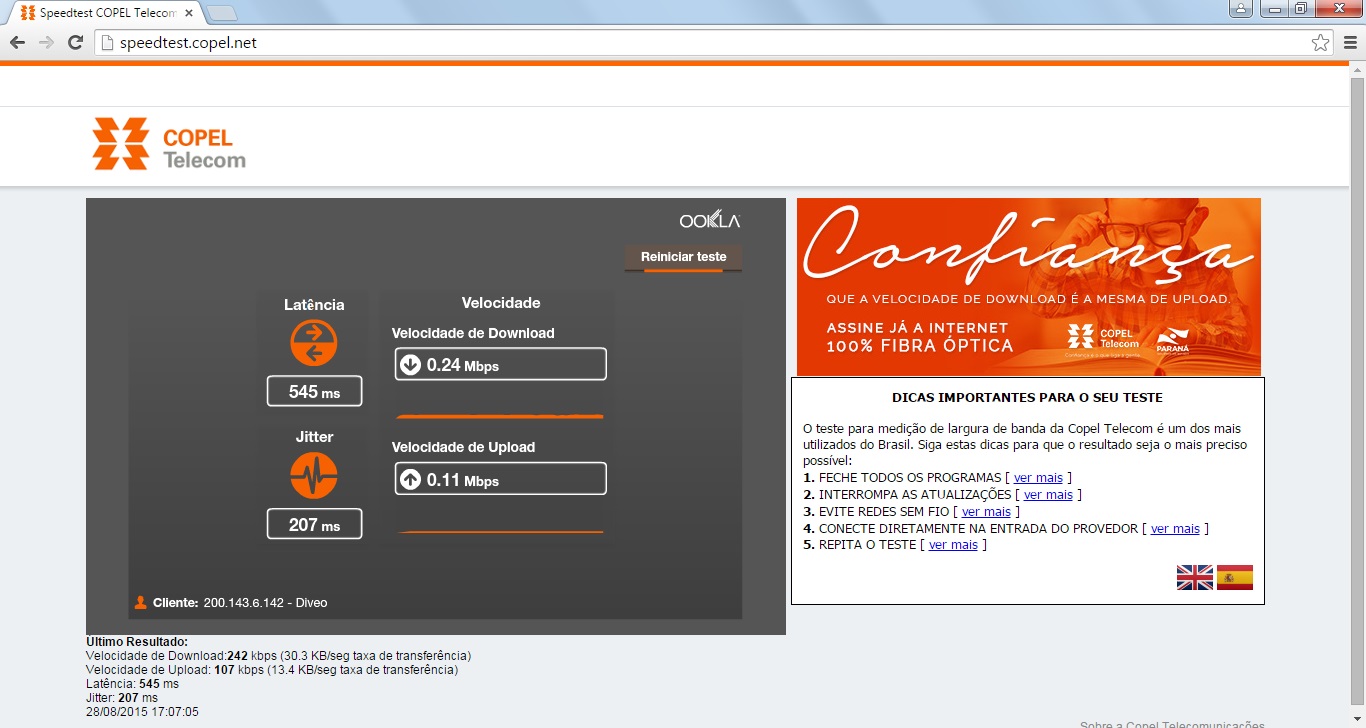 Speedtest COPEL Telecom
speedtest.copel.net
COPEL
Telecom
OOKLA
Reiniciar teste
Latência
545 ms
Jitter
207 ms
Velocidade
Velocidade de Download
0.24 Mbps
Velocidade de Upload
0.11 Mbps
Cliente: 200.143.6.142 - Diveo
Último Resultado:
Velocidade de Download:242 kbps (30.3 KB/seg taxa de transferência)
Velocidade de Upload: 107 kbps (13.4 KB/seg taxa de transferência)
Latência: 545 ms
Jitter: 207 ms
28/08/2015 17:07:05
Confiança
QUE A VELOCIDADE DE DOWNLOAD É A MESMA DE UPLOAD.
ASSINE JÁ A INTERNET
100% FIBRA ÓPTICA
COPEL
Telecom
PARANÁ
DICAS IMPORTANTES PARA O SEU TESTE
O teste para medição de largura de banda da Copel Telecom é um dos mais
utilizados do Brasil. Siga estas dicas para que o resultado seja o mais preciso
possível:
1. FECHE TODOS OS PROGRAMAS [ ver mais ]
2. INTERROMPA AS ATUALIZAÇÕES [ ver mais ]
3. EVITE REDES SEM FIO [ ver mais ]
4. CONECTE DIRETAMENTE NA ENTRADA DO PROVEDOR [ ver mais ]
5. REPITA O TESTE [ ver mais ]
Sobre a Copel Telecomunicações